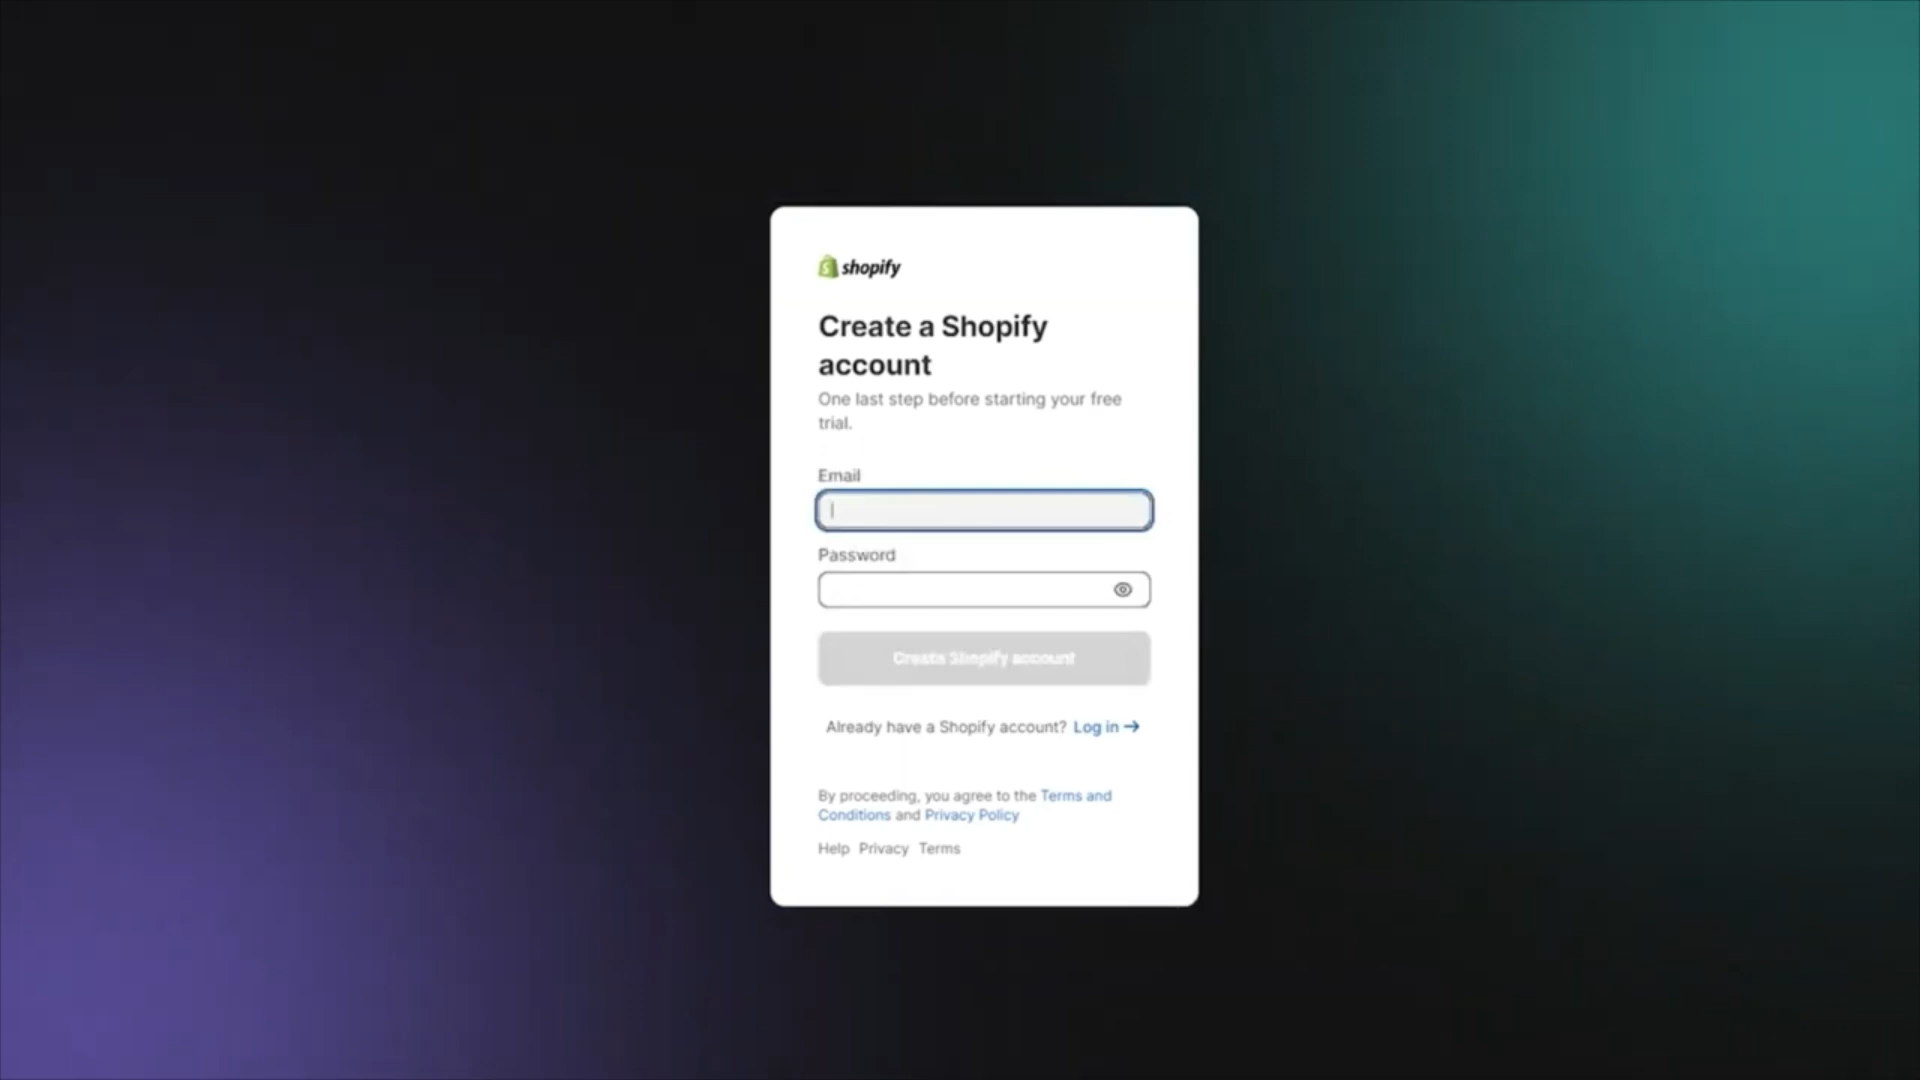 shopify
Create a Shopify
account
One last step before starting your free
trial.
Email
Password
Create Shopify account
Already have a Shopify account? Log in →
By proceeding, you agree to the Terms and
Conditions and Privacy Policy
Help Privacy Terms